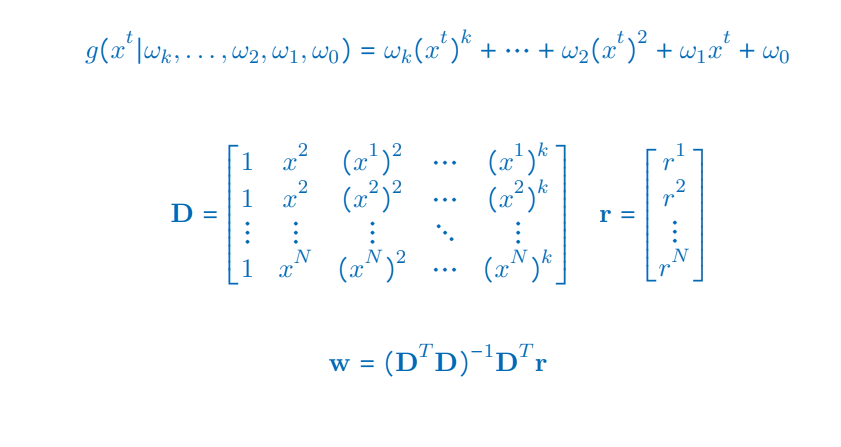 g(x^t|ω_k, ..., ω_2, ω_1, ω_0) = ω_k(x^t)^k + ⋯ + ω_2(x^t)^2 + ω_1x^t + ω_0
D = [1 x^2 (x^1)^2 ⋯ (x^1)^k
1 x^2 (x^2)^2 ⋯ (x^2)^k
⋮ ⋮ ⋮ ⋱ ⋮
1 x^N (x^N)^2 ⋯ (x^N)^k]
r = [r^1
r^2
⋮
r^N]
w = (D^T D)^{-1} D^T r